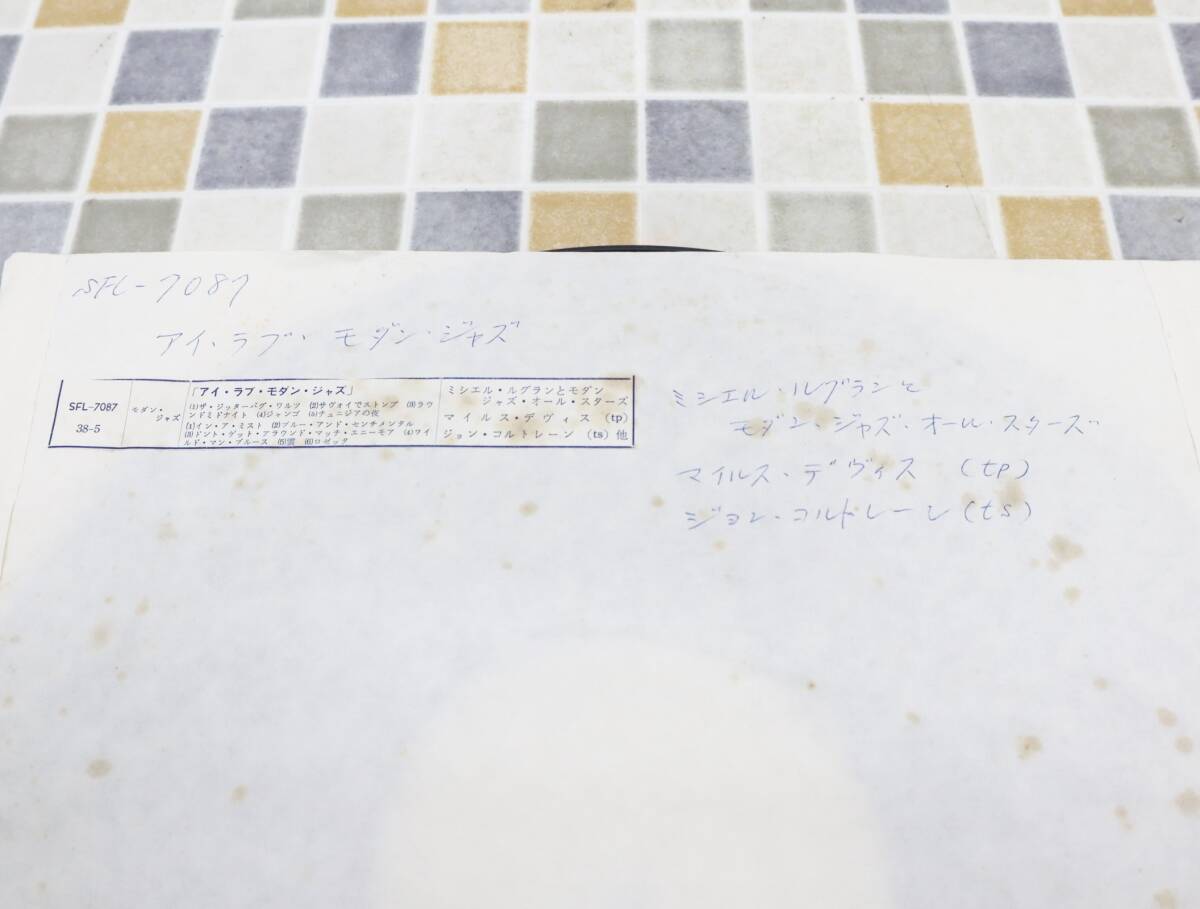 SFL-7087
アイ・ラブ・モダン・ジャズ
SFL-7087
38-5
モダン・
ジャズ
「アイ・ラブ・モダン・ジャズ」
(1)ザ・ジッターバグ・ワルツ (2)サヴォイでストンプ (3)ラウ
ンドミドナイト (4)ジャンゴ (5)チュニジアの夜
(1)イン・ア・ミスト (2)ブルー・アンド・センチメンタル
(3)ドント・ゲット・アラウンド・マッチ・エニーモア (4)ワイ
ルド・マン・ブルース (5)雲 (6)ロゼッタ
ミシエル・ルグランとモダン
ジャズ・オール・スターズ
マイルス・デヴィス (tp)
ジョン・コルトレーン (ts) 他
ミシエル・ルグランと
モダン・ジャズ・オール・スターズ
マイルス・デヴィス (tp)
ジョン・コルトレーン (ts)